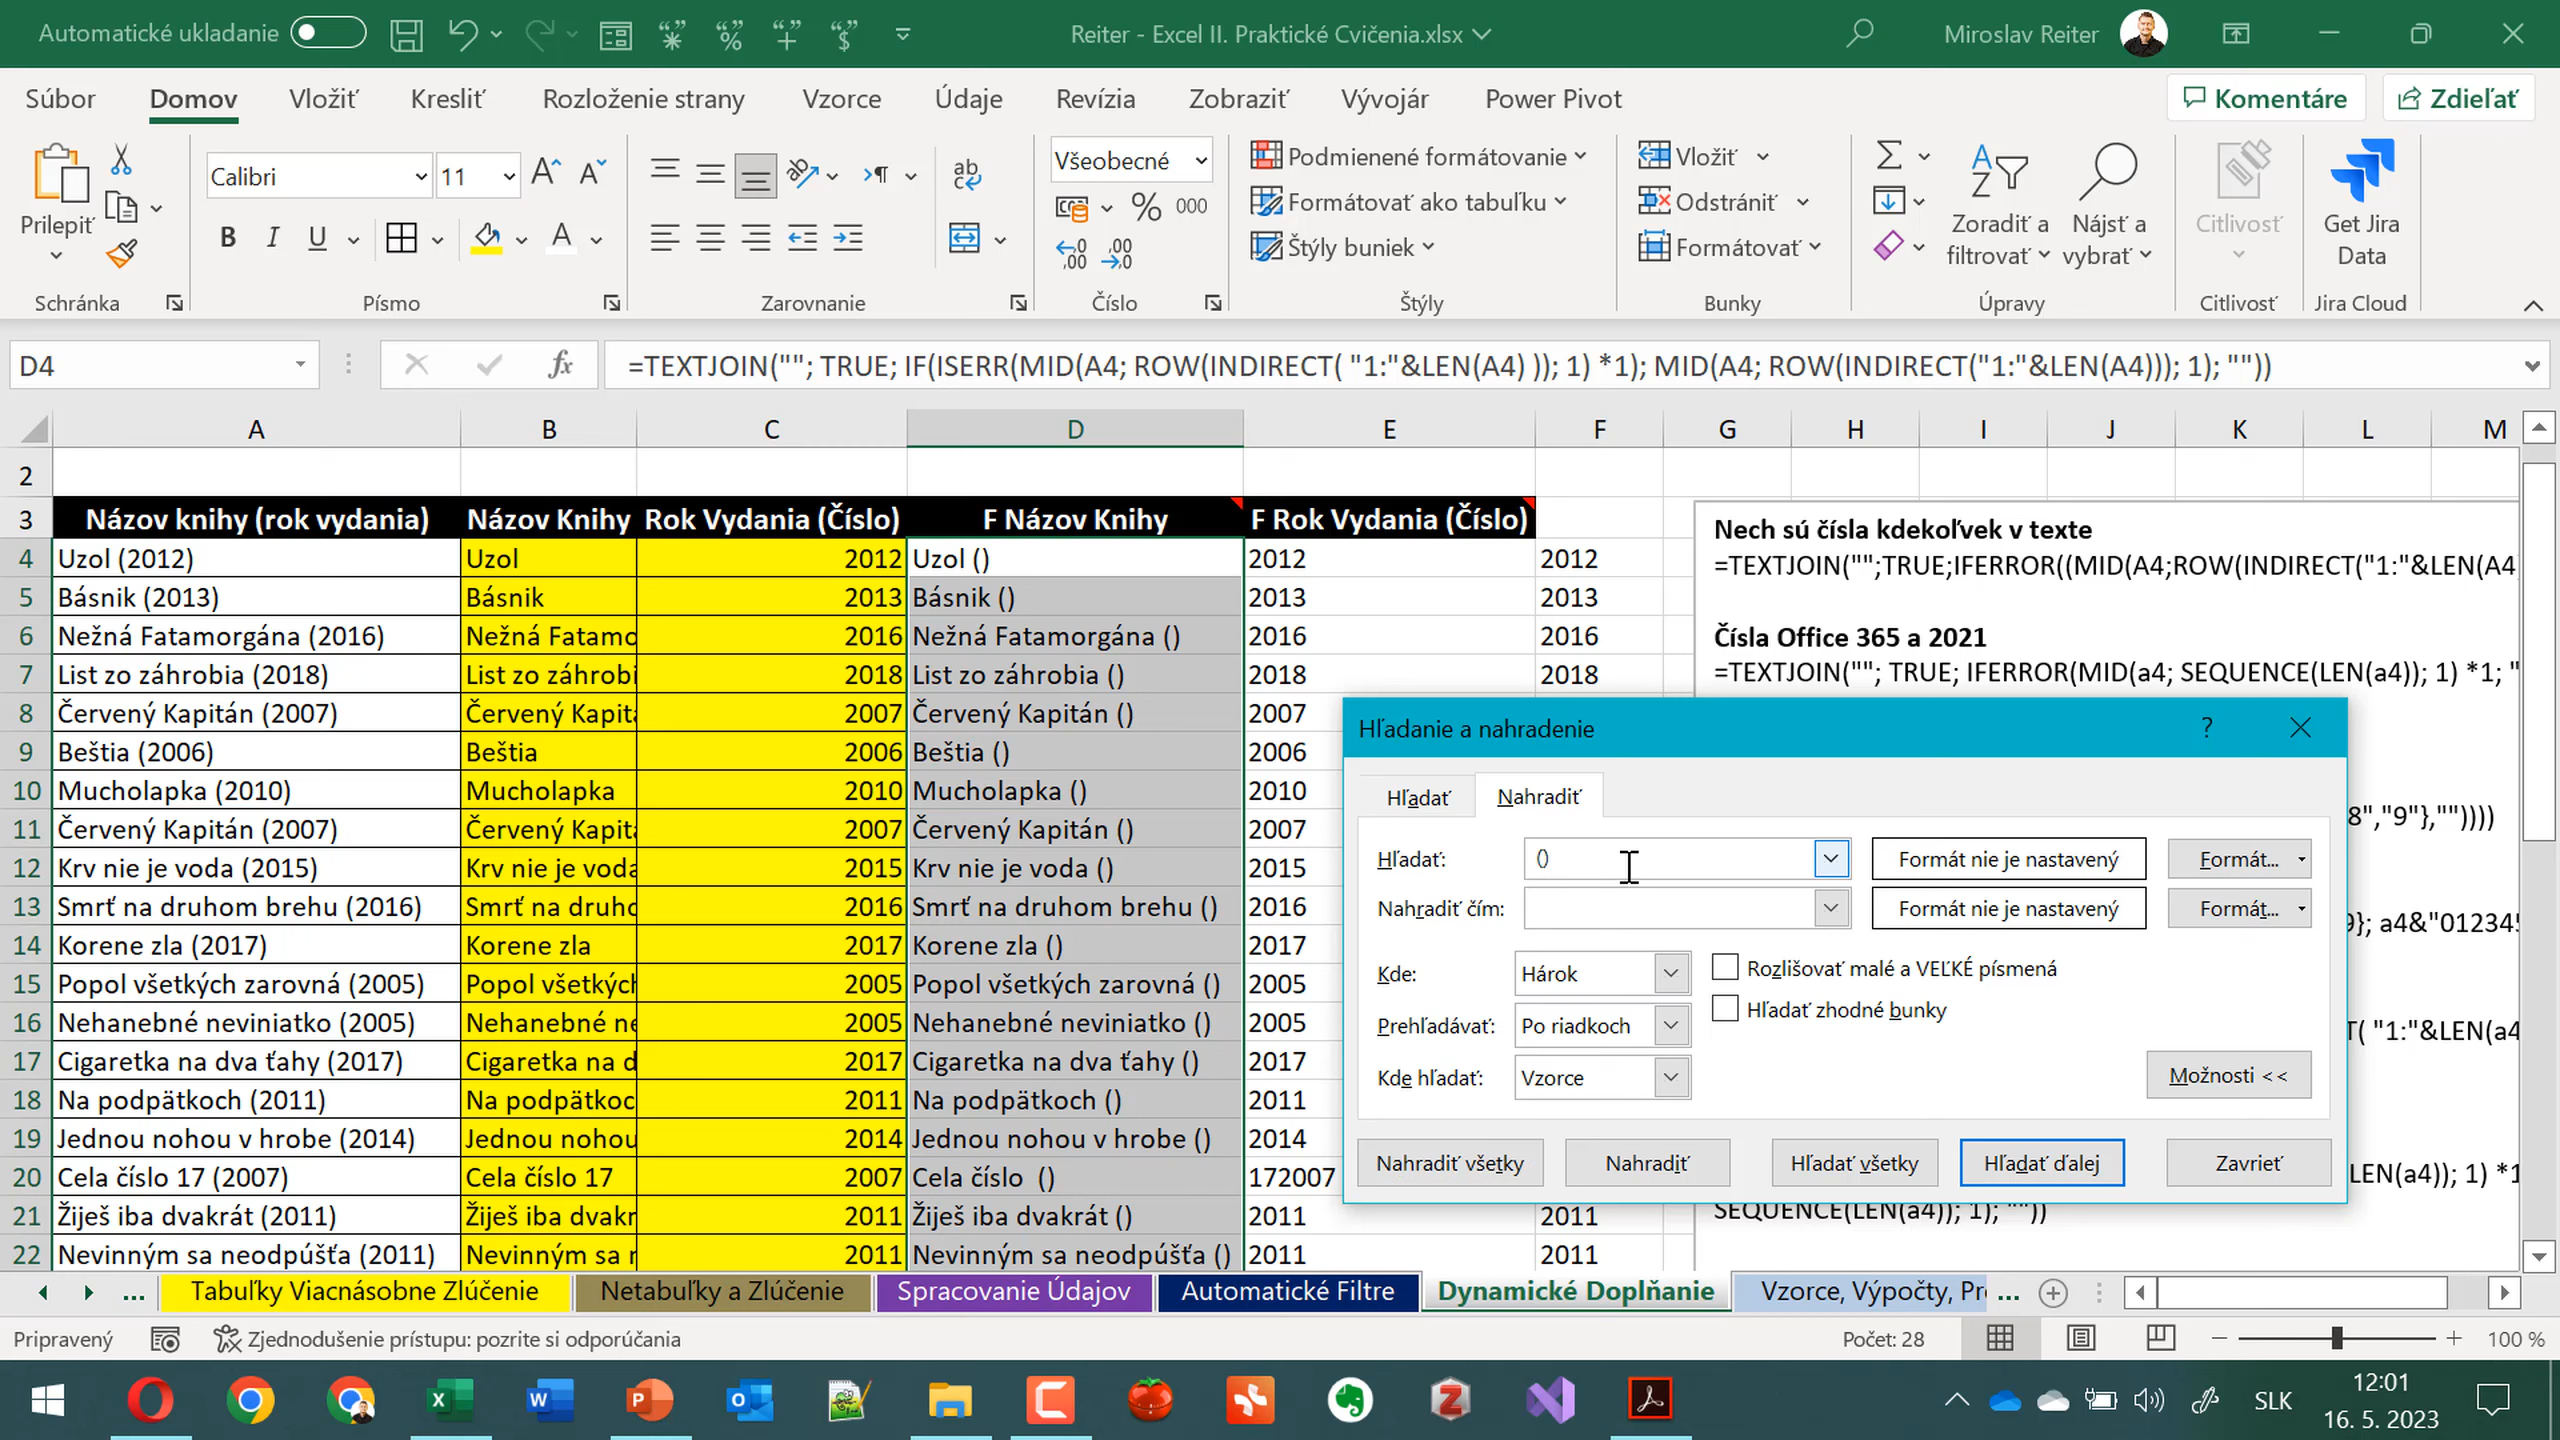 Automatické ukladanie
Reiter - Excel II. Praktické Cvičenia.xlsx
Miroslav Reiter
Súbor Domov Vložiť Kresliť Rozloženie strany Vzorce Údaje Revízia Zobraziť Vývojár Power Pivot Komentáre Zdieľať
Prilepiť
Schránka
Calibri 11
Písmo
Zarovnanie
Všeobecné
Číslo
Podmienené formátovanie
Formátovať ako tabuľku
Štýly buniek
Štýly
Vložiť
Odstrániť
Formátovať
Bunky
Zoradiť a filtrovať
Nájsť a vybrať
Úpravy
Citlivosť
Citlivosť
Get Jira Data
Jira Cloud
D4 =TEXTJOIN(""; TRUE; IF(ISERR(MID(A4; ROW(INDIRECT( "1:"&LEN(A4) )); 1) *1); MID(A4; ROW(INDIRECT("1:"&LEN(A4))); 1); ""))
A B C D E F G H I J K L M
2
3 Názov knihy (rok vydania) Názov Knihy Rok Vydania (Číslo) F Názov Knihy F Rok Vydania (Číslo)
4 Uzol (2012) Uzol 2012 Uzol () 2012 2012
5 Básnik (2013) Básnik 2013 Básnik () 2013 2013
6 Nežná Fatamorgána (2016) Nežná Fatamo 2016 Nežná Fatamorgána () 2016 2016
7 List zo záhrobia (2018) List zo záhrobi 2018 List zo záhrobia () 2018 2018
8 Červený Kapitán (2007) Červený Kapit 2007 Červený Kapitán () 2007
9 Beštia (2006) Beštia 2006 Beštia () 2006
10 Mucholapka (2010) Mucholapka 2010 Mucholapka () 2010
11 Červený Kapitán (2007) Červený Kapit 2007 Červený Kapitán () 2007
12 Krv nie je voda (2015) Krv nie je voda 2015 Krv nie je voda () 2015
13 Smrť na druhom brehu (2016) Smrť na druho 2016 Smrť na druhom brehu () 2016
14 Korene zla (2017) Korene zla 2017 Korene zla () 2017
15 Popol všetkých zarovná (2005) Popol všetkých 2005 Popol všetkých zarovná () 2005
16 Nehanebné neviniatko (2005) Nehanebné ne 2005 Nehanebné neviniatko () 2005
17 Cigaretka na dva ťahy (2017) Cigaretka na d 2017 Cigaretka na dva ťahy () 2017
18 Na podpätkoch (2011) Na podpätkoc 2011 Na podpätkoch () 2011
19 Jednou nohou v hrobe (2014) Jednou nohou 2014 Jednou nohou v hrobe () 2014
20 Cela číslo 17 (2007) Cela číslo 17 2007 Cela číslo () 172007
21 Žiješ iba dvakrát (2011) Žiješ iba dvakr 2011 Žiješ iba dvakrát () 2011 2011
22 Nevinným sa neodpúšťa (2011) Nevinným sa 2011 Nevinným sa neodpúšťa () 2011 2011
Nech sú čísla kdekoľvek v texte
=TEXTJOIN("";TRUE;IFERROR((MID(A4;ROW(INDIRECT("1:"&LEN(A4
Čísla Office 365 a 2021
=TEXTJOIN(""; TRUE; IFERROR(MID(a4; SEQUENCE(LEN(a4)); 1) *1; "
8","9"},""))))
}; a4&"01234
( "1:"&LEN(a4
LEN(a4)); 1) *1
SEQUENCE(LEN(a4)); 1); ""))
Hľadanie a nahradenie ?
Hľadať Nahradiť
Hľadať: () Formát nie je nastavený Formát...
Nahradiť čím: Formát nie je nastavený Formát...
Kde: Hárok Rozlišovať malé a VEĽKÉ písmená
Hľadať zhodné bunky
Prehľadávať: Po riadkoch
Kde hľadať: Vzorce Možnosti <<
Nahradiť všetky Nahradiť Hľadať všetky Hľadať ďalej Zavrieť
... Tabuľky Viacnásobne Zlúčenie Netabuľky a Zlúčenie Spracovanie Údajov Automatické Filtre Dynamické Doplňanie Vzorce, Výpočty, Pr ...
Pripravený Zjednodušenie prístupu: pozrite si odporúčania Počet: 28 100 %
SLK
12:01
16. 5. 2023